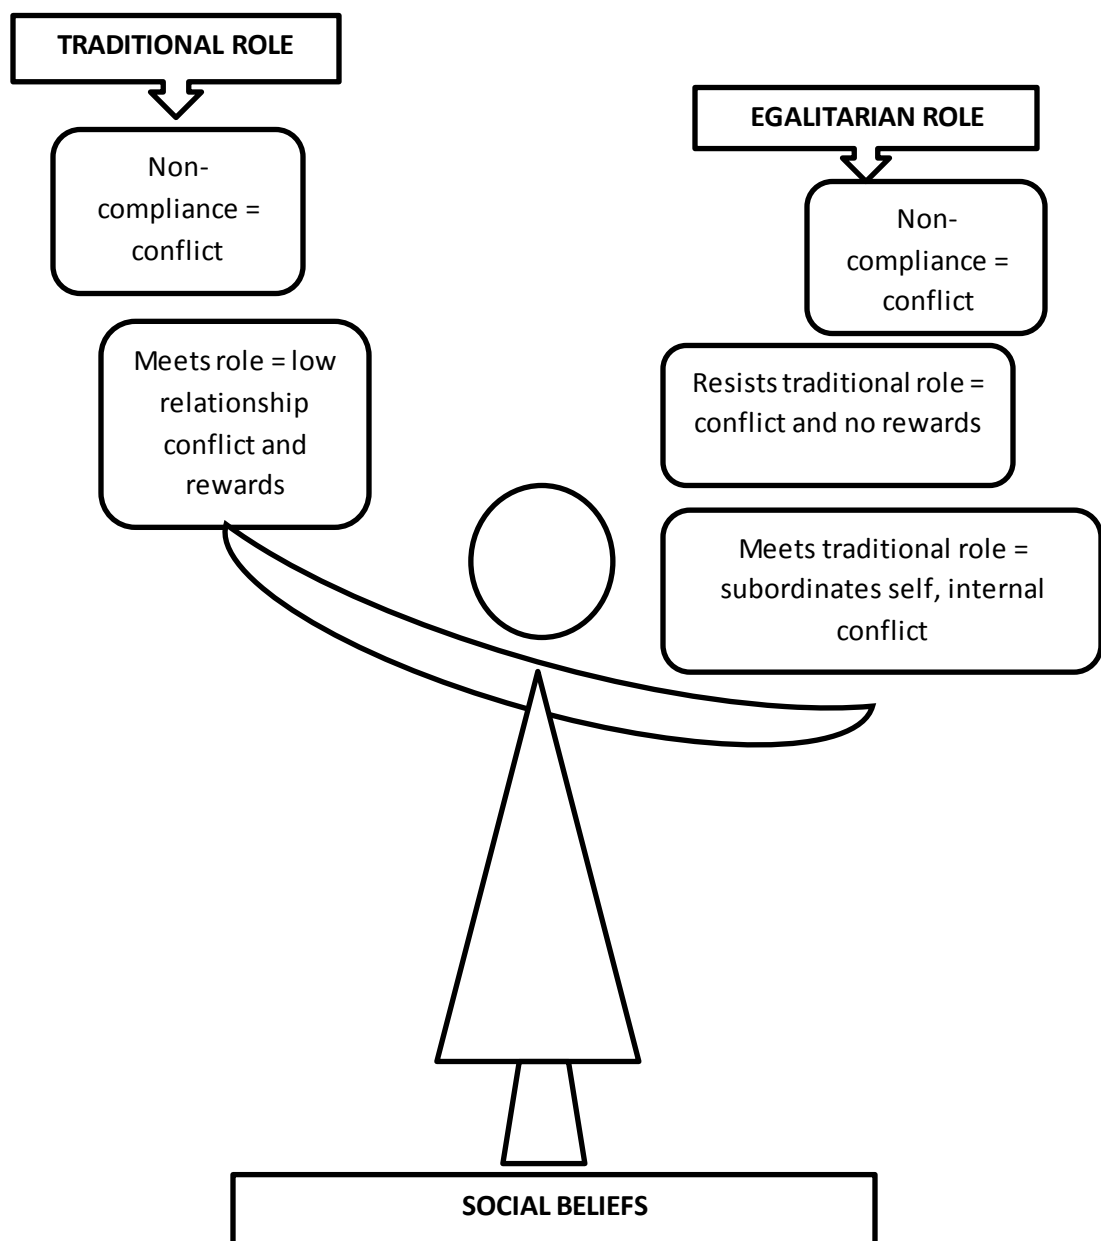 TRADITIONAL ROLE
Non-
compliance =
conflict
Meets role = low
relationship
conflict and
rewards
EGALITARIAN ROLE
Non-
compliance =
conflict
Resists traditional role =
conflict and no rewards
Meets traditional role =
subordinates self, internal
conflict
SOCIAL BELIEFS